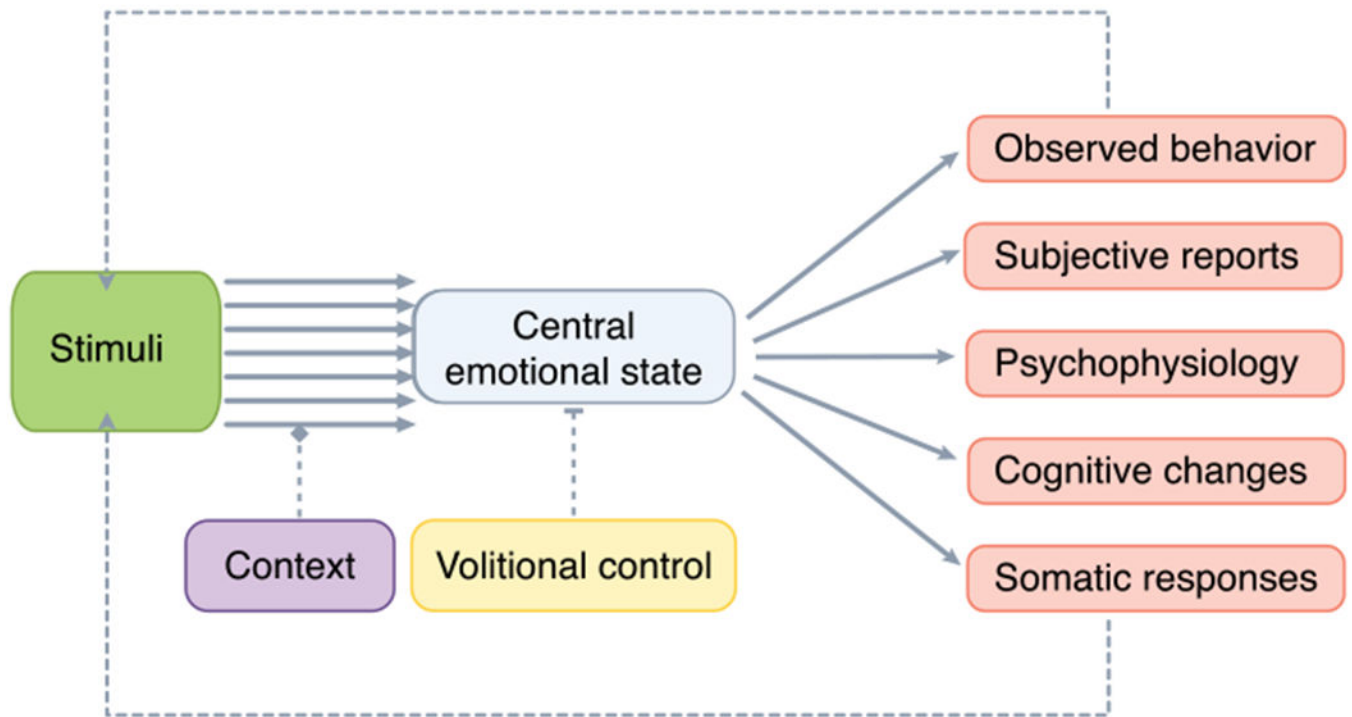 Observed behavior
Subjective reports
Stimuli
Central
emotional state
Psychophysiology
Cognitive changes
Context
Volitional control
Somatic responses